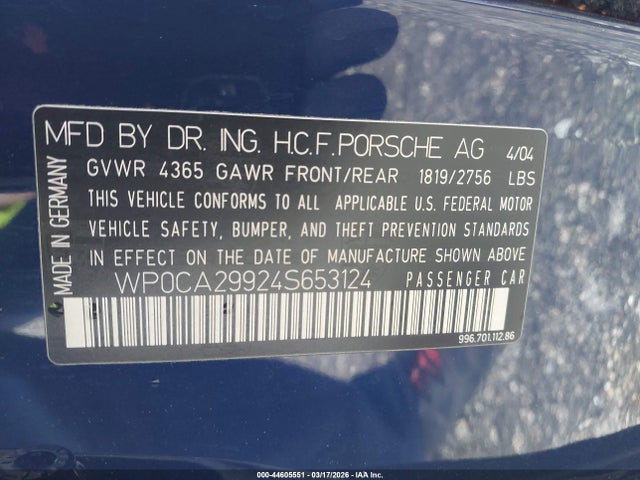 MFD BY DR. ING. H.C.F. PORSCHE AG 4/04
GVWR 4365 GAWR FRONT/REAR 1819/2756 LBS
THIS VEHICLE CONFORMS TO ALL APPLICABLE U.S. FEDERAL MOTOR
VEHICLE SAFETY, BUMPER, AND THEFT PREVENTION STANDARDS
IN EFFECT ON THE DATE OF MANUFACTURE SHOWN ABOVE
WP0CA29924S653124 PASSENGER CAR
MADE IN GERMANY
996.701.112.86
000-44605551 | 03/17/2026 | IAA Inc.